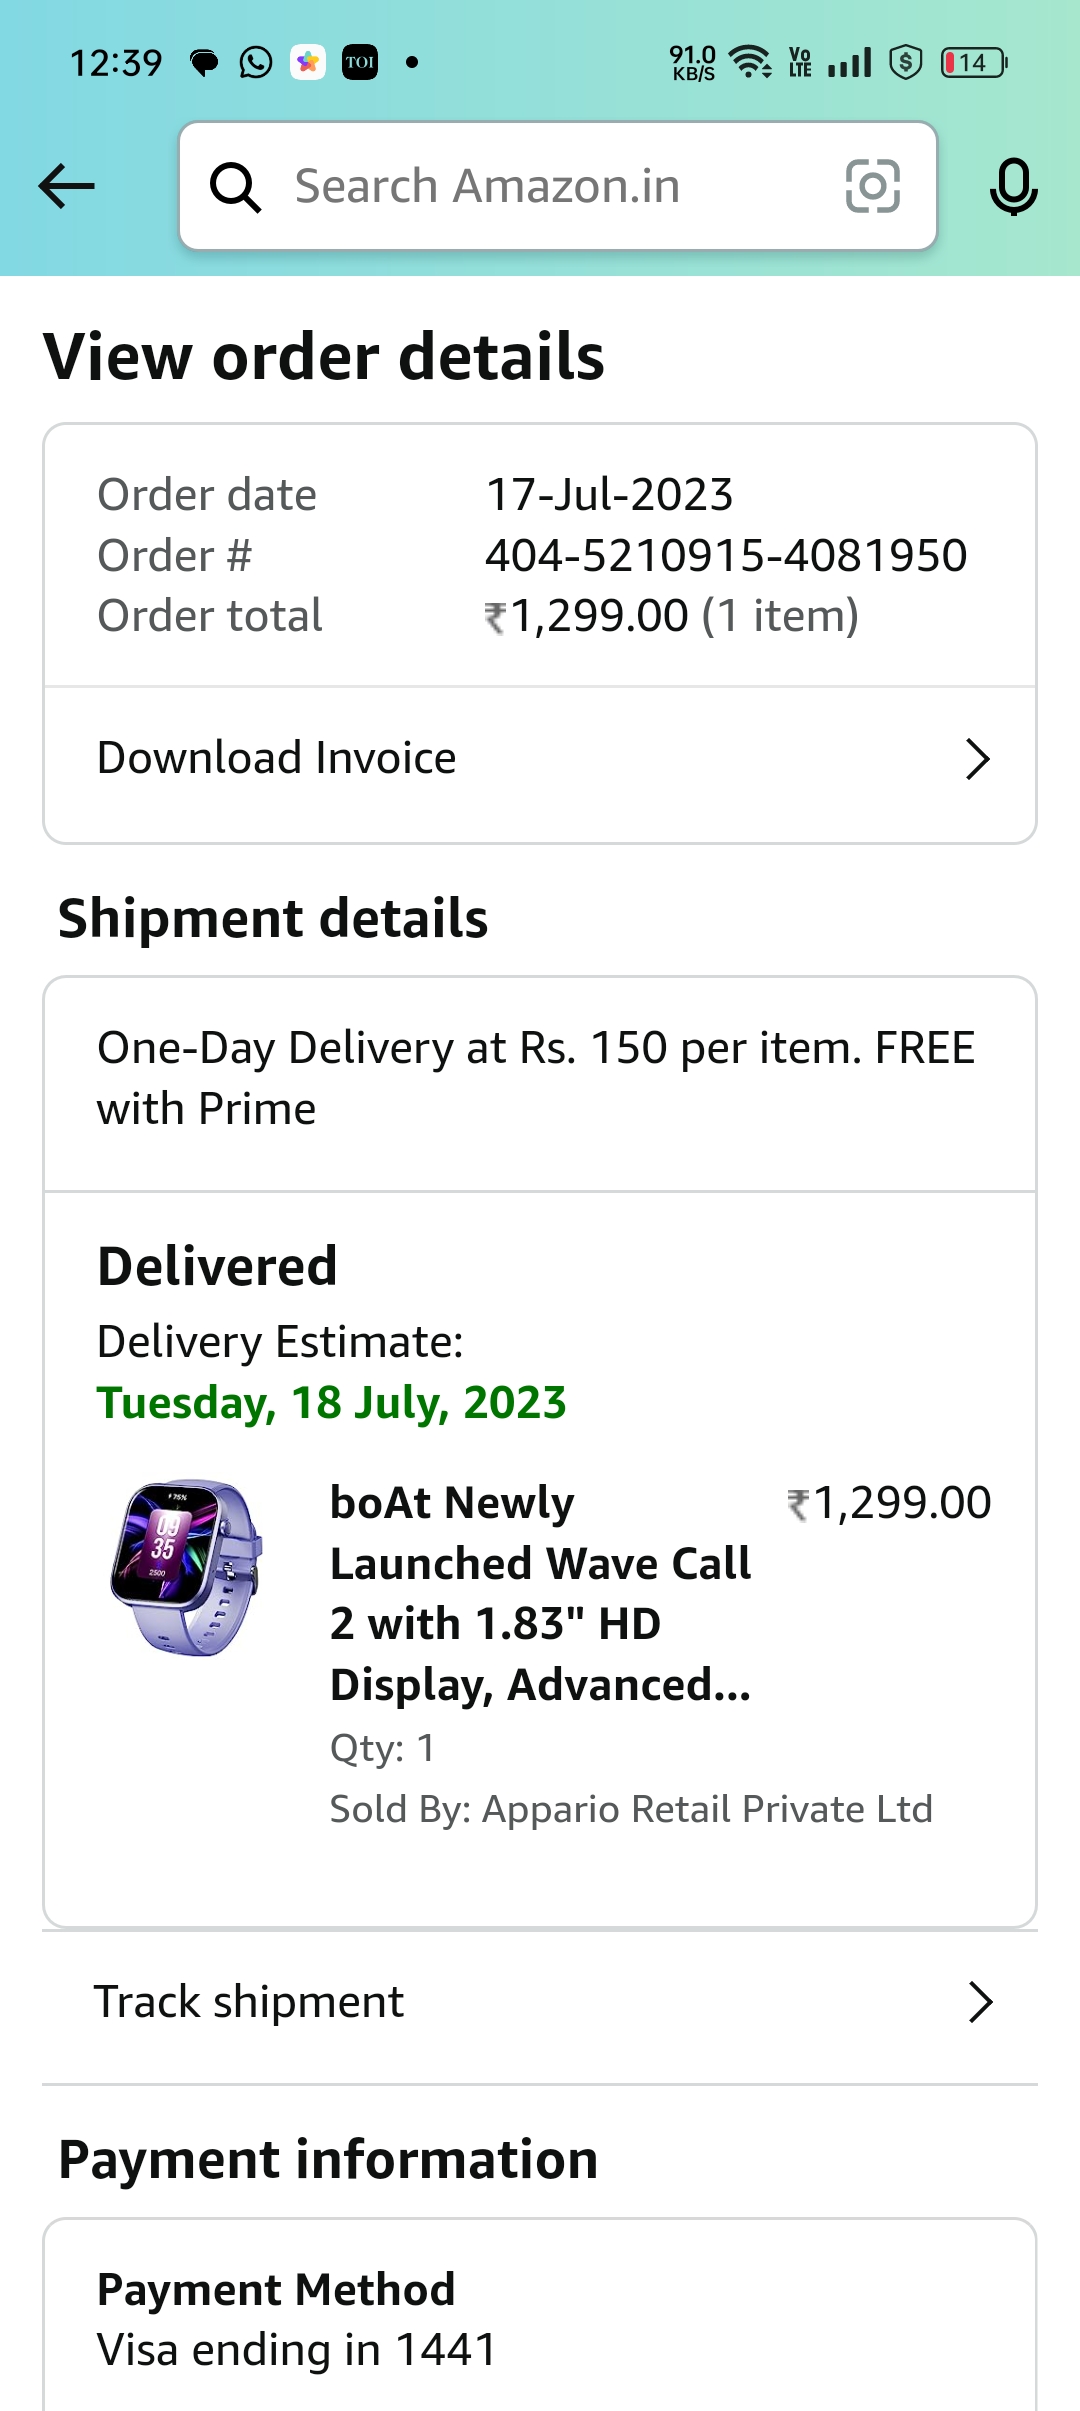 12:39
TOI
91.0 KB/S
Vo LTE
14
Search Amazon.in
View order details
Order date 17-Jul-2023
Order # 404-5210915-4081950
Order total ₹1,299.00 (1 item)
Download Invoice
Shipment details
One-Day Delivery at Rs. 150 per item. FREE
with Prime
Delivered
Delivery Estimate:
Tuesday, 18 July, 2023
75%
09
35
2500
boAt Newly ₹1,299.00
Launched Wave Call
2 with 1.83" HD
Display, Advanced...
Qty: 1
Sold By: Appario Retail Private Ltd
Track shipment
Payment information
Payment Method
Visa ending in 1441